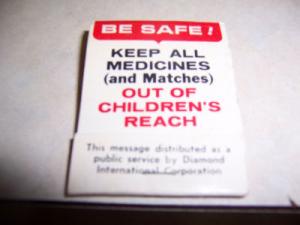 BE SAFE!
KEEP ALL
MEDICINES
(and Matches)
OUT OF
CHILDREN'S
REACH
This message distributed as a
public service by Diamond
International Corporation